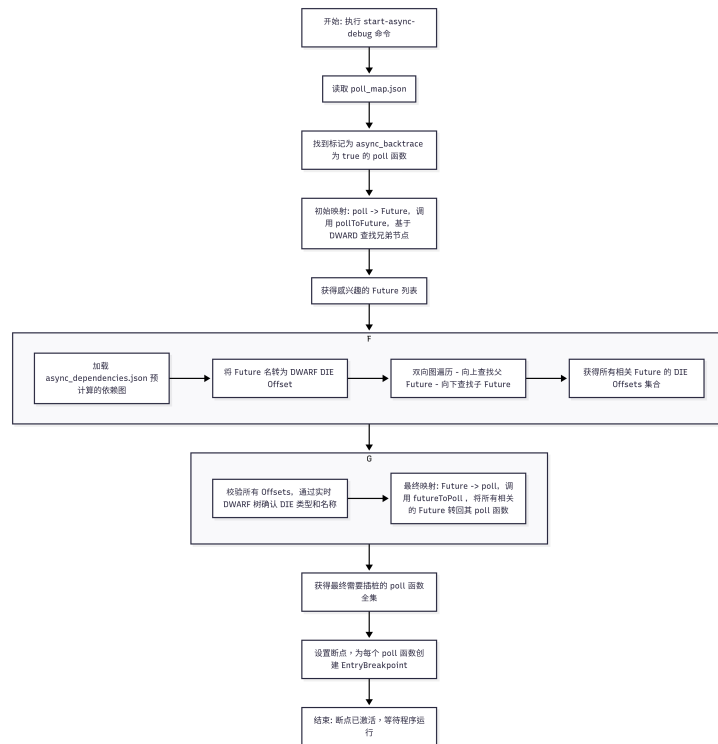 开始: 执行 start-async-
debug 命令
读取 poll_map.json
找到标记为 async_backtrace
为 true 的 poll 函数
初始映射: poll -> Future，调
用 pollToFuture，基于
DWARD 查找兄弟节点
获得感兴趣的 Future 列表
F
加载
async_dependencies.json 预
计算的依赖图
将 Future 名转为 DWARF DIE
Offset
双向图遍历 - 向上查找父
Future - 向下查找子 Future
获得所有相关 Future 的 DIE
Offsets 集合
G
校验所有 Offsets，通过实时
DWARF 树确认 DIE 类型和名称
最终映射: Future -> poll，调
用 futureToPoll ，将所有相关
的 Future 转回其 poll 函数
获得最终需要插桩的 poll 函数
全集
设置断点，为每个 poll 函数创
建 EntryBreakpoint
结束: 断点已激活，等待程序运
行